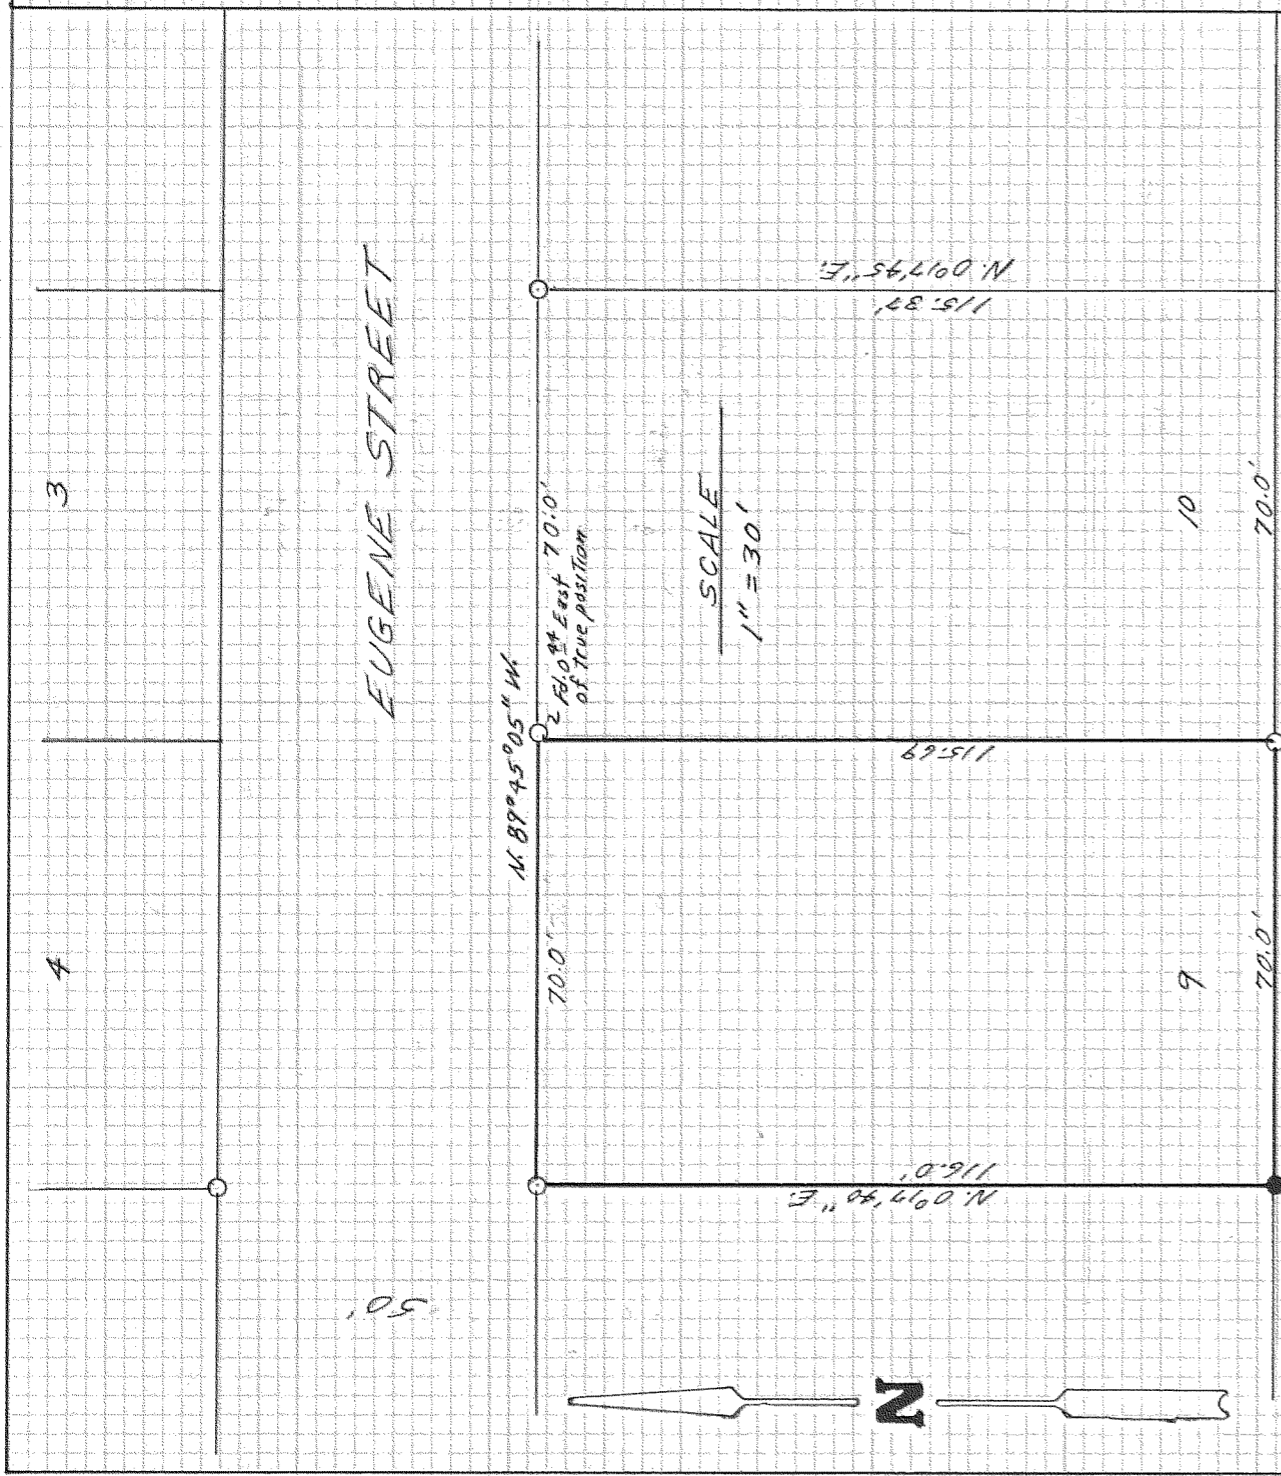 4
3
EUGENE STREET
50'
N. 89°45°05" W.
70.0'
2 Fd. 0.44 East 70.0'
of True position
SCALE
1" = 30'
N. 0°17'40" E.
116.0'
115.69
115.37'
N. 0°17'45" E.
9
10
70.0'
70.0'
N